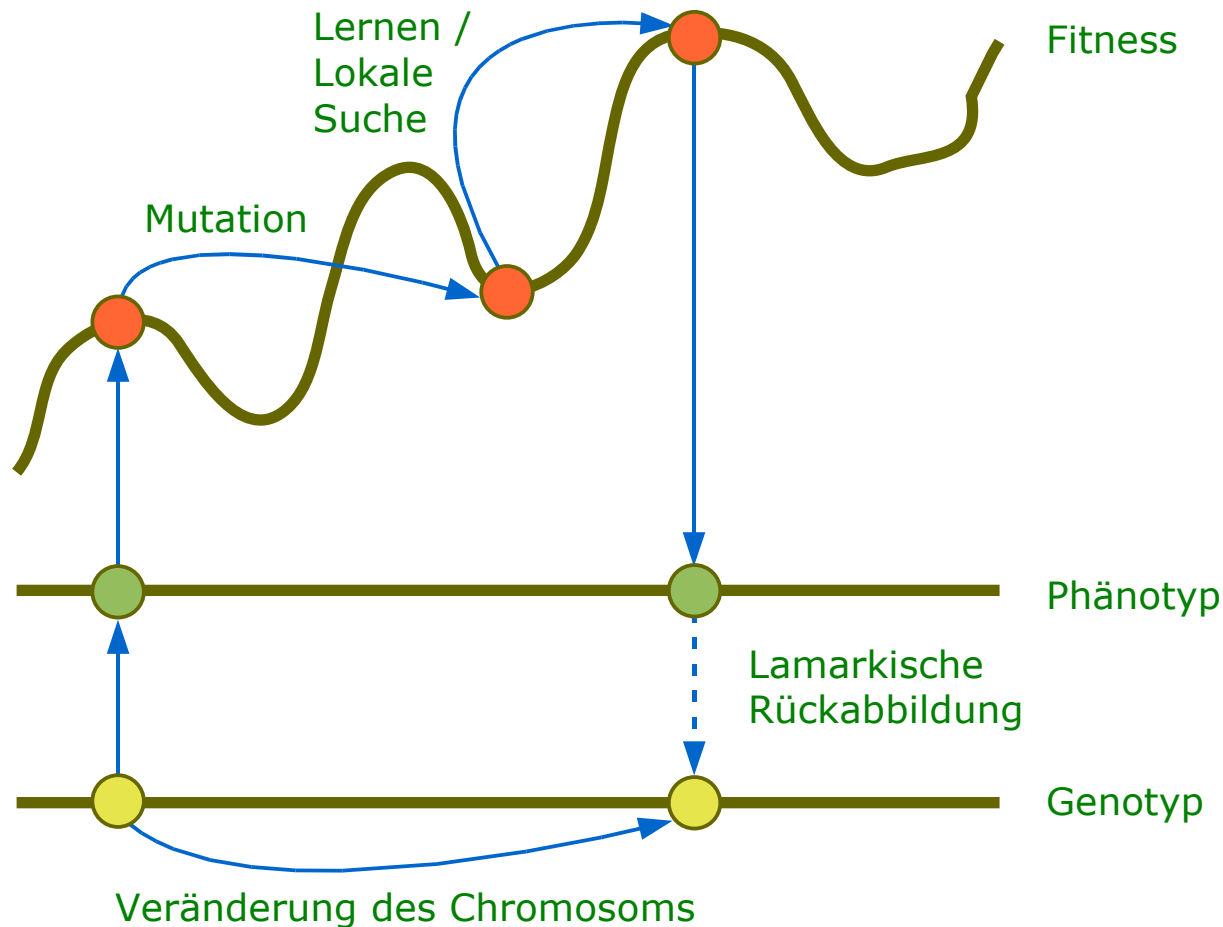 Lernen /
Lokale
Suche
Fitness
Mutation
Phänotyp
Lamarkische
Rückabbildung
Genotyp
Veränderung des Chromosoms